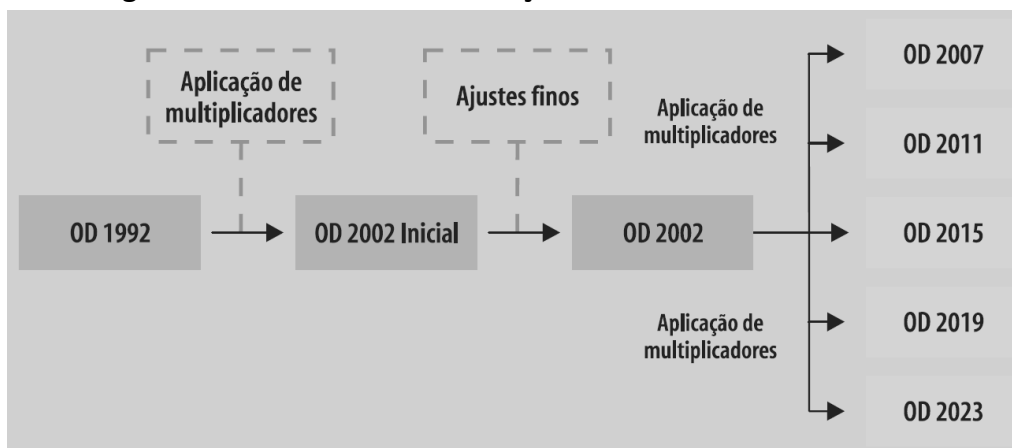 Aplicação de
multiplicadores
Ajustes finos
Aplicação de
multiplicadores
OD 1992
OD 2002 Inicial
OD 2002
Aplicação de
multiplicadores
OD 2007
OD 2011
OD 2015
OD 2019
OD 2023